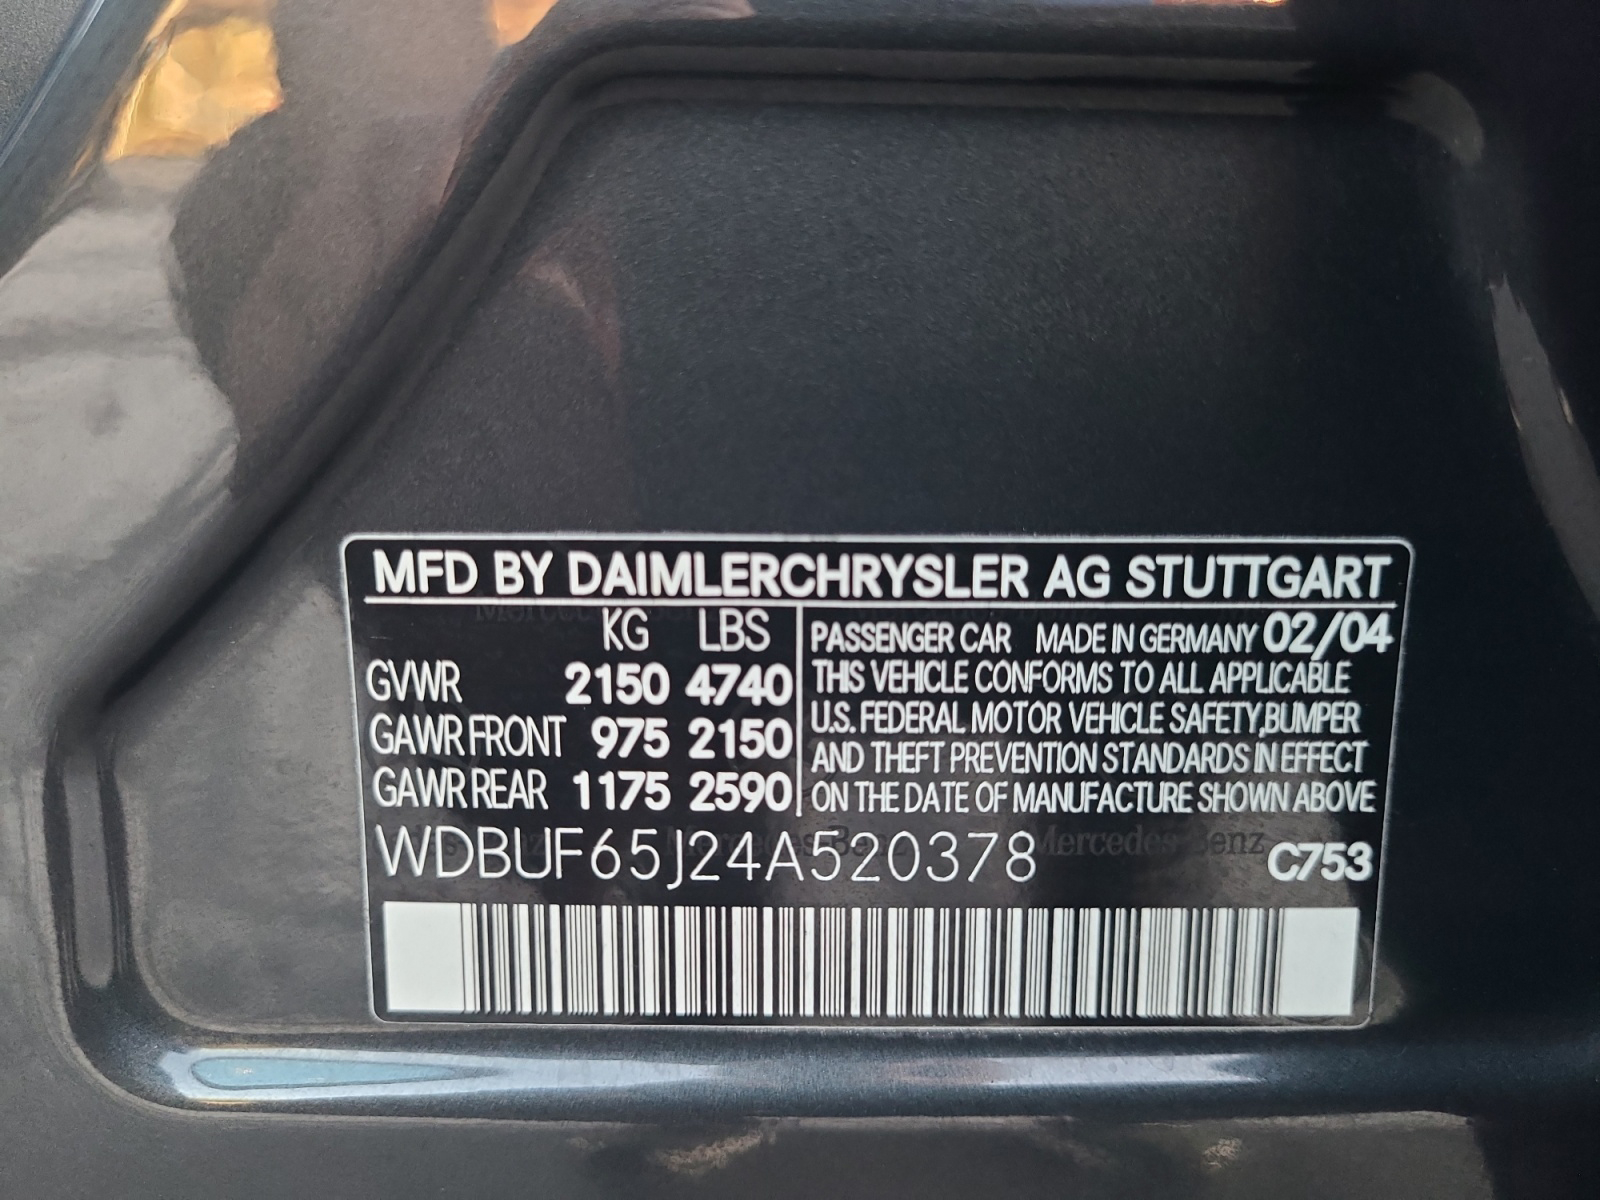 MFD BY DAIMLERCHRYSLER AG STUTTGART
KG LBS
GVWR 2150 4740
GAWR FRONT 975 2150
GAWR REAR 1175 2590
PASSENGER CAR MADE IN GERMANY 02/04
THIS VEHICLE CONFORMS TO ALL APPLICABLE
U.S. FEDERAL MOTOR VEHICLE SAFETY,BUMPER
AND THEFT PREVENTION STANDARDS IN EFFECT
ON THE DATE OF MANUFACTURE SHOWN ABOVE
WDBUF65J24A520378
Mercedes Benz
C753